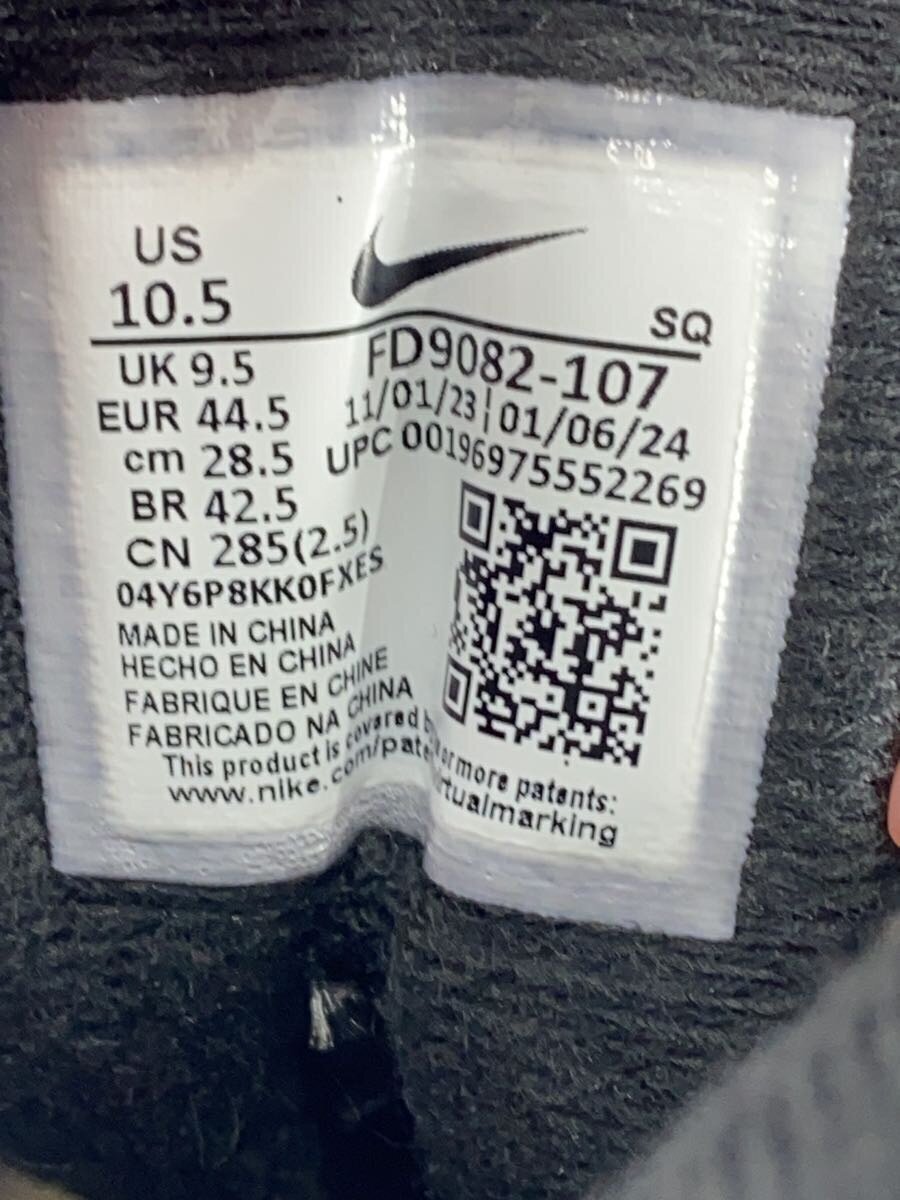 US
10.5
SQ
UK 9.5
EUR 44.5
cm 28.5
BR 42.5
CN 285(2.5)
04Y6P8KK0FXES
MADE IN CHINA
HECHO EN CHINA
FABRIQUE EN CHINE
FABRICADO NA CHINA
FD9082-107
11/01/23|01/06/24
UPC 00196975552269
This product is covered or more patents:
www.nike.com/pate rtualmarking